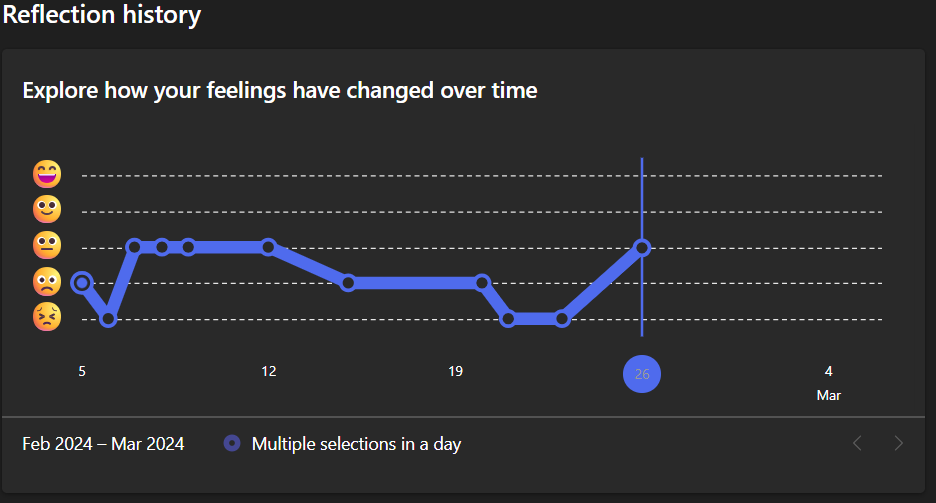 Reflection history
Explore how your feelings have changed over time
5 12 19 26 4
Mar
Feb 2024 – Mar 2024 Multiple selections in a day